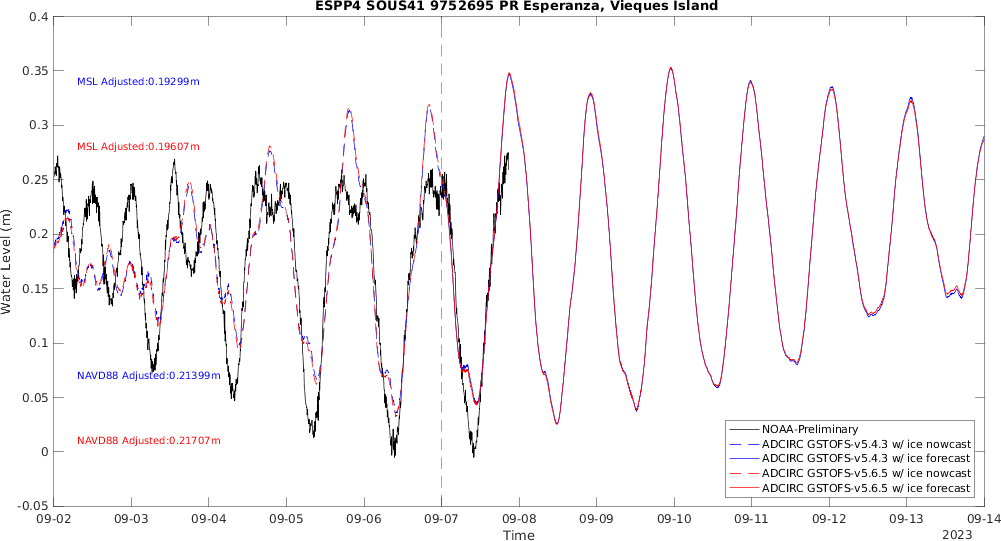 ESPP4 SOUS41 9752695 PR Esperanza, Vieques Island
0.4
0.35
0.3
0.25
0.2
0.15
0.1
0.05
0
-0.05
Water Level (m)
MSL Adjusted:0.19299m
MSL Adjusted:0.19607m
NAVD88 Adjusted:0.21399m
NAVD88 Adjusted:0.21707m
NOAA-Preliminary
ADCIRC GSTOFS-v5.4.3 w/ ice nowcast
ADCIRC GSTOFS-v5.4.3 w/ ice forecast
ADCIRC GSTOFS-v5.6.5 w/ ice nowcast
ADCIRC GSTOFS-v5.6.5 w/ ice forecast
09-02 09-03 09-04 09-05 09-06 09-07 09-08 09-09 09-10 09-11 09-12 09-13 09-14
Time
2023